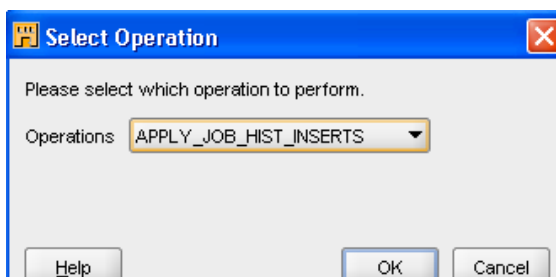 Select Operation
Please select which operation to perform.
Operations APPLY_JOB_HIST_INSERTS
Help OK Cancel